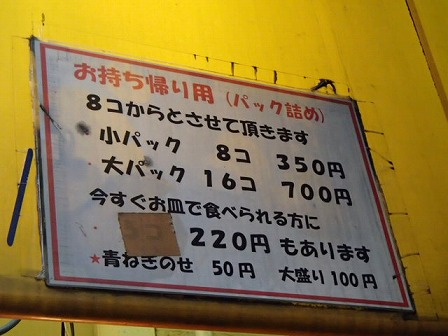 お持ち帰り用（パック詰め）
8コからとさせて頂きます
小パック 8コ 350円
大パック 16コ 700円
今すぐお皿で食べられる方に
220円もあります
★青ねぎのせ 50円 大盛り100円